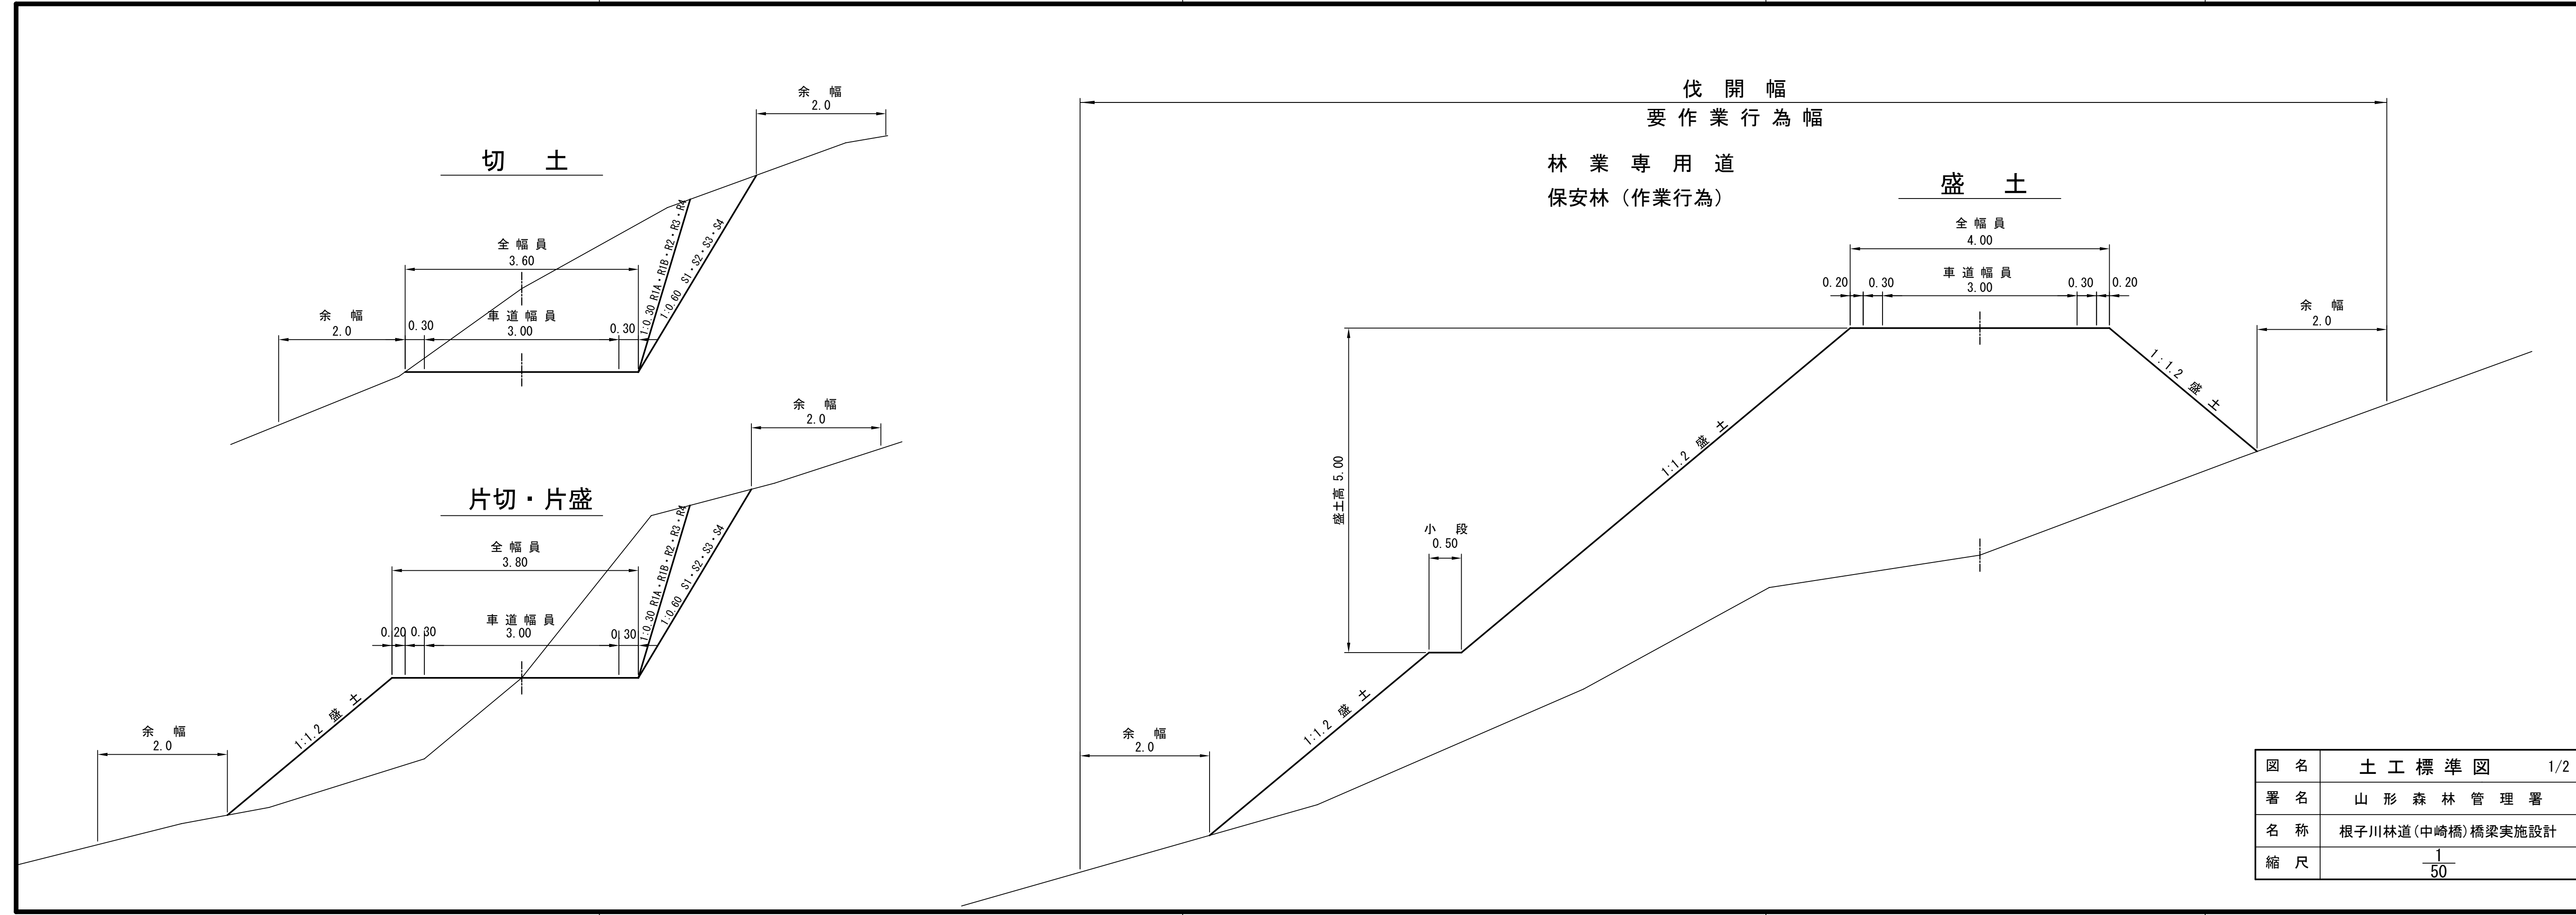 切 土
余 幅
2.0
全 幅 員
3.60
余 幅
2.0
0.30
車 道 幅 員
3.00
0.30
1:0.30 R1A・R1B・R2・R3・R4
1:0.60 S1・S2・S3・S4
片切・片盛
余 幅
2.0
全 幅 員
3.80
0.20
0.30
車 道 幅 員
3.00
0.30
1:0.30 R1A・R1B・R2・R3・R4
1:0.60 S1・S2・S3・S4
1:1.2 盛 土
余 幅
2.0
伐 開 幅
要 作 業 行 為 幅
林 業 専 用 道
保安林（作業行為）
盛 土
全 幅 員
4.00
0.20
0.30
車 道 幅 員
3.00
0.30
0.20
余 幅
2.0
1:1.2 盛 土
1:1.2 盛 土
盛土高 5.00
小 段
0.50
1:1.2 盛 土
余 幅
2.0
図 名 土 工 標 準 図 1/2
署 名 山 形 森 林 管 理 署
名 称 根子川林道(中崎橋)橋梁実施設計
縮 尺 1/50